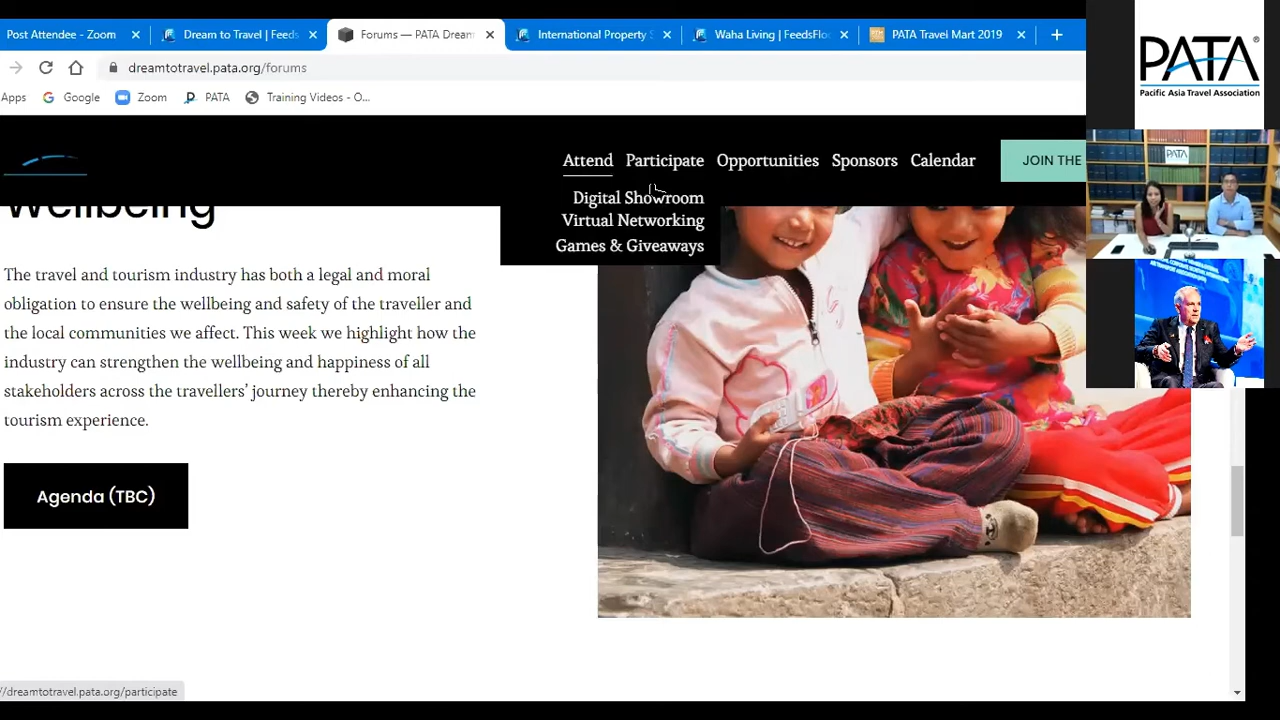 Post Attendee - Zoom
Dream to Travel | Feeds
Forums — PATA Dream
International Property S
Waha Living | FeedsFlo
PATA Travel Mart 2019
dreamtotravel.pata.org/forums
Apps
Google
Zoom
PATA
Training Videos - O...
PATA®
Pacific Asia Travel Association
Attend
Participate
Opportunities
Sponsors
Calendar
JOIN THE
PATA
Digital Showroom
Virtual Networking
Games & Giveaways
Wellbeing
The travel and tourism industry has both a legal and moral
obligation to ensure the wellbeing and safety of the traveller and
the local communities we affect. This week we highlight how the
industry can strengthen the wellbeing and happiness of all
stakeholders across the travellers' journey thereby enhancing the
tourism experience.
Agenda (TBC)
//dreamtotravel.pata.org/participate